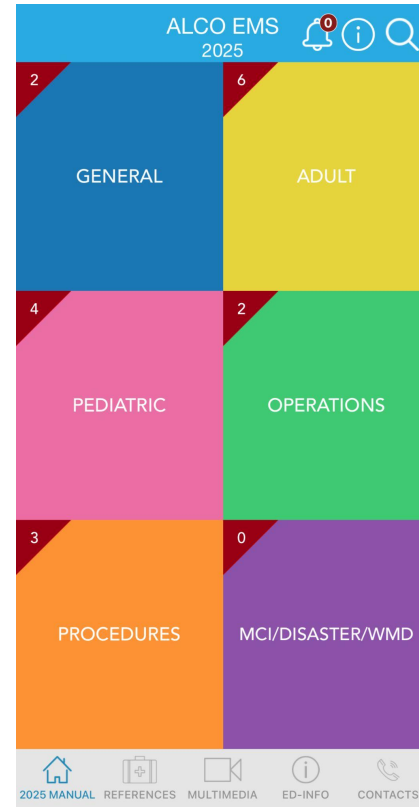 ALCO EMS
2025
0
2
GENERAL
6
ADULT
4
PEDIATRIC
2
OPERATIONS
3
PROCEDURES
0
MCI/DISASTER/WMD
2025 MANUAL
REFERENCES
MULTIMEDIA
ED-INFO
CONTACTS